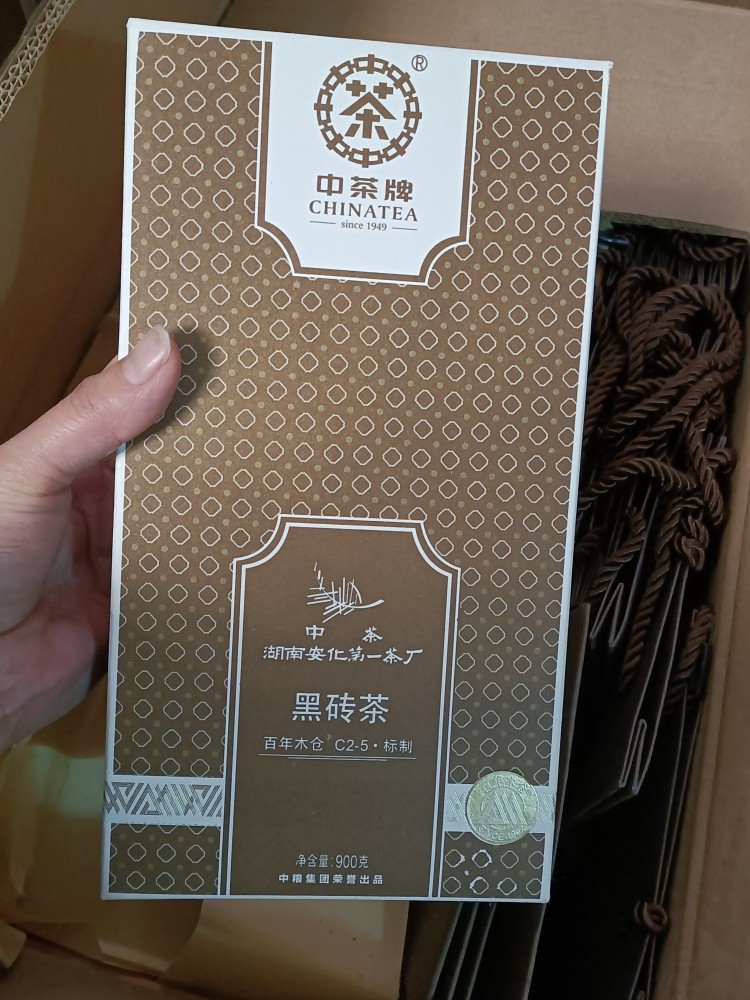 茶
®
中茶牌
CHINATEA
since 1949
中 茶
湖南安化第一茶厂
黑砖茶
百年木仓® C2-5·标制
净含量:900克
中粮集团荣誉出品